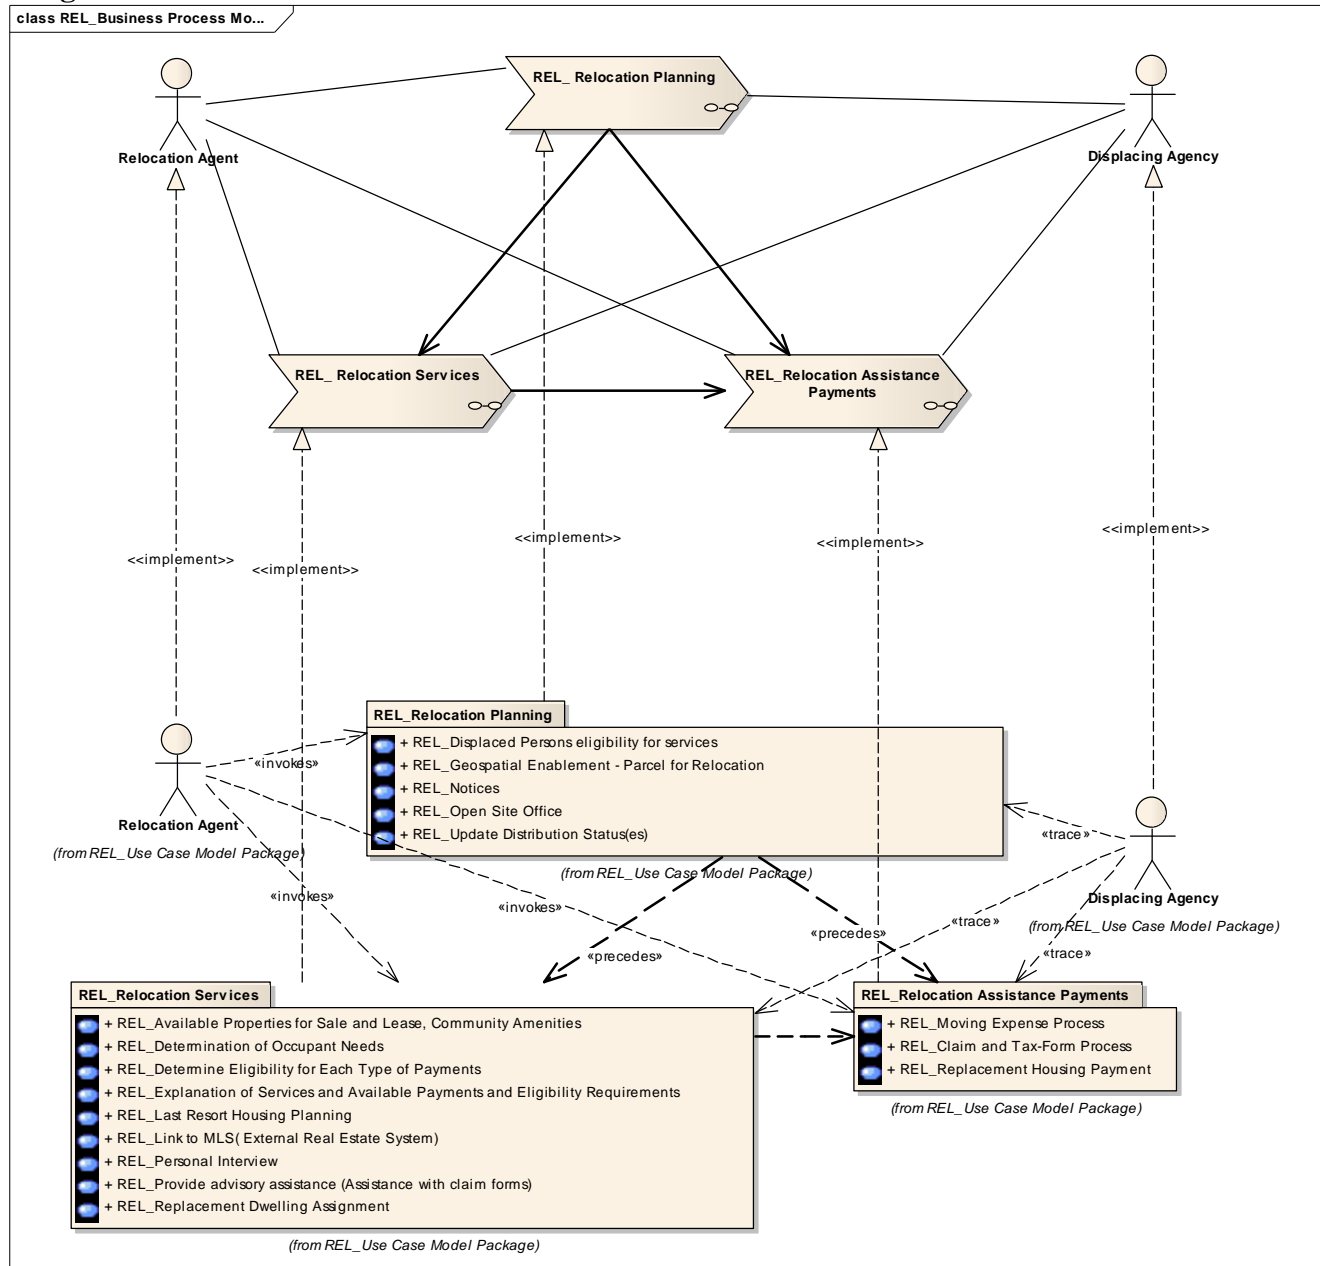 class REL_Business Process Mo...
REL_ Relocation Planning
Relocation Agent
Displacing Agency
REL_ Relocation Services
REL_Relocation Assistance
Payments
<<implement>>
<<implement>>
<<implement>>
<<implement>>
<<implement>>
REL_Relocation Planning
+ REL_Displaced Persons eligibility for services
+ REL_Geospatial Enablement - Parcel for Relocation
+ REL_Notices
+ REL_Open Site Office
+ REL_Update Distribution Status(es)
(from REL_Use Case Model Package)
«invokes»
Relocation Agent
(from REL_Use Case Model Package)
«trace»
Displacing Agency
(from REL_Use Case Model Package)
«invokes»
«invokes»
«trace»
«precedes»
«precedes»
«trace»
REL_Relocation Services
+ REL_Available Properties for Sale and Lease, Community Amenities
+ REL_Determination of Occupant Needs
+ REL_Determine Eligibility for Each Type of Payments
+ REL_Explanation of Services and Available Payments and Eligibility Requirements
+ REL_Last Resort Housing Planning
+ REL_Link to MLS( External Real Estate System)
+ REL_Personal Interview
+ REL_Provide advisory assistance (Assistance with claim forms)
+ REL_Replacement Dwelling Assignment
(from REL_Use Case Model Package)
REL_Relocation Assistance Payments
+ REL_Moving Expense Process
+ REL_Claim and Tax-Form Process
+ REL_Replacement Housing Payment
(from REL_Use Case Model Package)